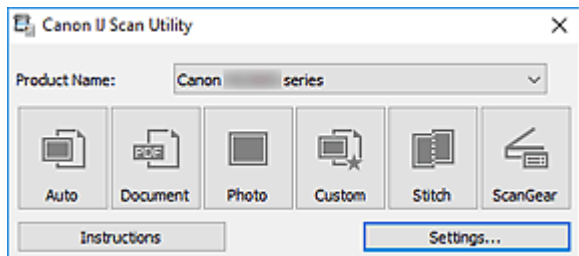 Canon IJ Scan Utility
Product Name: Canon series
PDF
Auto Document Photo Custom Stitch ScanGear
Instructions Settings...